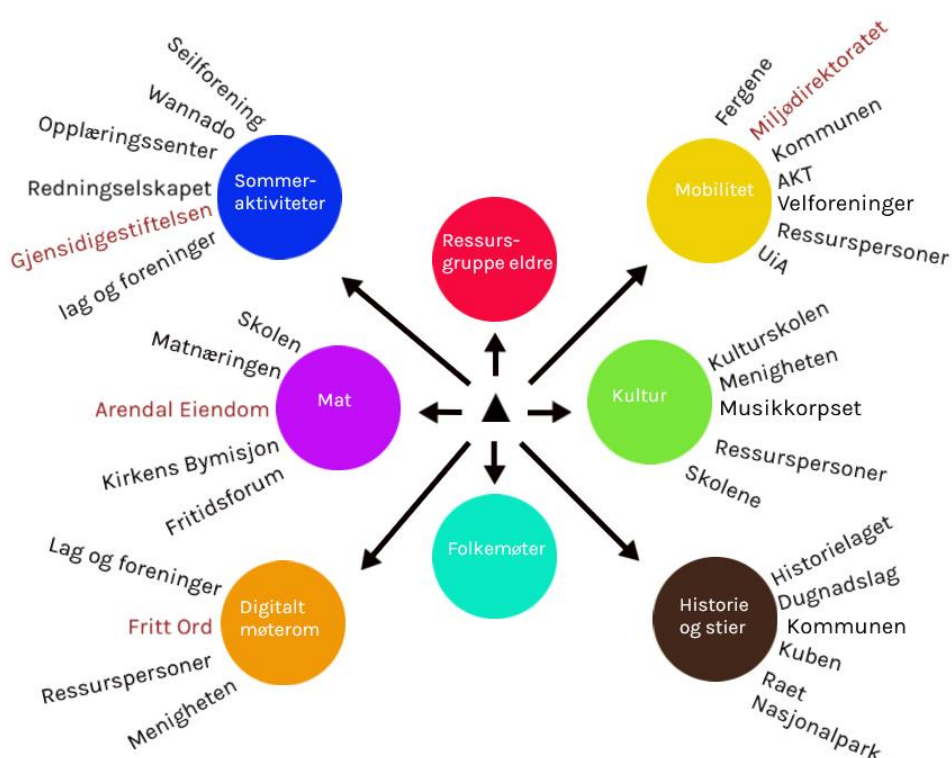 Seilforening
Wannado
Opplæringssenter
Redningselskapet
Gjensidigestiftelsen
lag og foreninger
Sommer-
aktiviteter
Ressurs-
gruppe eldre
Fergene
Miljødirektoratet
Kommunen
AKT
Velforeninger
Ressurspersoner
UiA
Mobilitet
Skolen
Matnæringen
Arendal Eiendom
Kirkens Bymisjon
Fritidsforum
Mat
Kultur
Kulturskolen
Menigheten
Musikkorpset
Ressurspersoner
Skolene
Lag og foreninger
Fritt Ord
Ressurspersoner
Menigheten
Digitalt
møterom
Folkemøter
Historie
og stier
Historielaget
Dugnadslag
Kommunen
Kuben
Raet
Nasjonalpark